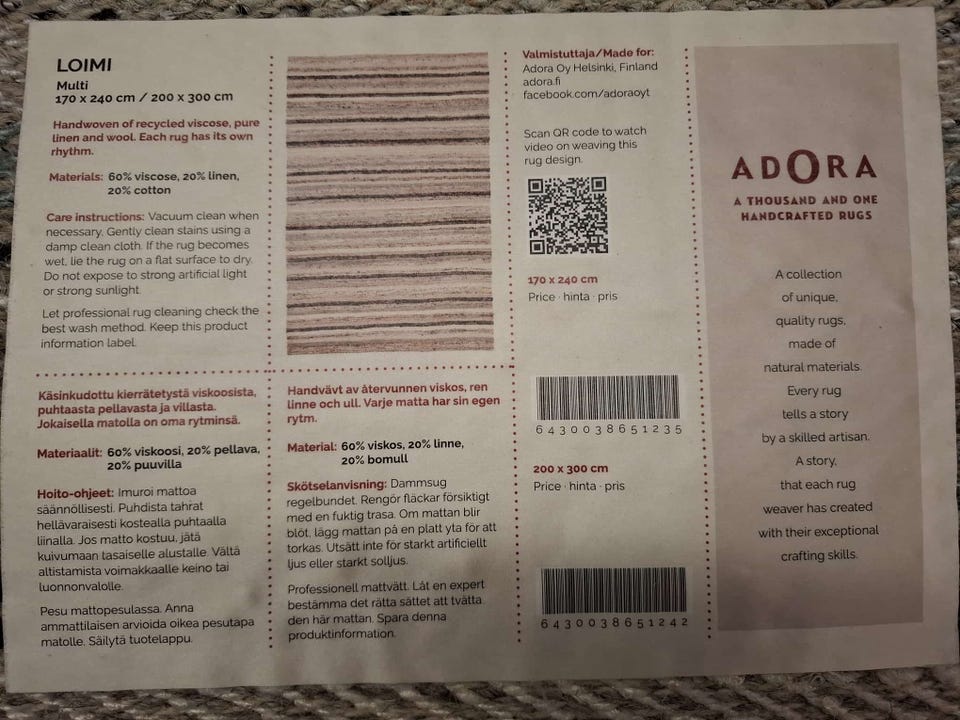 LOIMI
Multi
170 x 240 cm / 200 x 300 cm
Handwoven of recycled viscose, pure
linen and wool. Each rug has its own
rhythm.
Materials: 60% viscose, 20% linen,
20% cotton
Care instructions: Vacuum clean when
necessary. Gently clean stains using a
damp clean cloth. If the rug becomes
wet, lie the rug on a flat surface to dry.
Do not expose to strong artificial light
or strong sunlight.
Let professional rug cleaning check the
best wash method. Keep this product
information label.
Käsinkudottu kierrätetystä viskoosista,
puhtaasta pellavasta ja villasta.
Jokaisella matolla on oma rytminsä.
Materiaalit: 60% viskoosi, 20% pellava,
20% puuvilla
Hoito-ohjeet: Imuroi mattoa
säännöllisesti. Puhdista tahrat
hellävaraisesti kostealla puhtaalla
liinalla. Jos matto kostuu, jätä
kuivumaan tasaiselle alustalle. Vältä
altistamista voimakkaalle keino tai
luonnonvalolle.
Pesu mattopesulassa. Anna
ammattilaisen arvioida oikea pesutapa
matolle. Säilytä tuotelappu.
Handvävt av återvunnen viskos, ren
linne och ull. Varje matta har sin egen
rytm.
Material: 60% viskos, 20% linne,
20% bomull
Skötselanvisning: Dammsug
regelbundet. Rengör fläckar försiktigt
med en fuktig trasa. Om mattan blir
blöt, lägg mattan på en platt yta för att
torkas. Utsätt inte för starkt artificiellt
ljus eller starkt solljus.
Professionell mattvätt. Låt en expert
bestämma det rätta sättet att tvätta
den här mattan. Spara denna
produktinformation.
Valmistuttaja/Made for:
Adora Oy Helsinki, Finland
adora.fi
facebook.com/adoraoyt
Scan QR code to watch
video on weaving this
rug design.
170 x 240 cm
Price · hinta · pris
6430038651235
200 x 300 cm
Price · hinta · pris
6430038651242
ADORA
A THOUSAND AND ONE
HANDCRAFTED RUGS
A collection
of unique,
quality rugs,
made of
natural materials.
Every rug
tells a story
by a skilled artisan.
A story,
that each rug
weaver has created
with their exceptional
crafting skills.